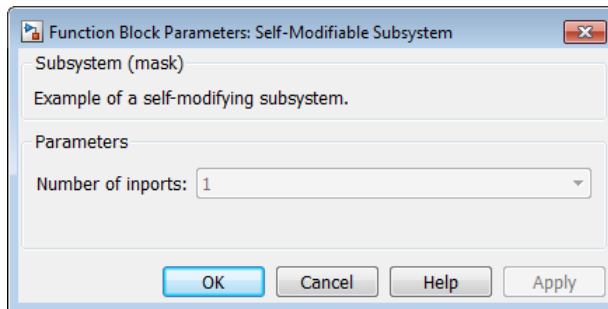 Function Block Parameters: Self-Modifiable Subsystem
Subsystem (mask)
Example of a self-modifying subsystem.
Parameters
Number of inports: 1
OK Cancel Help Apply